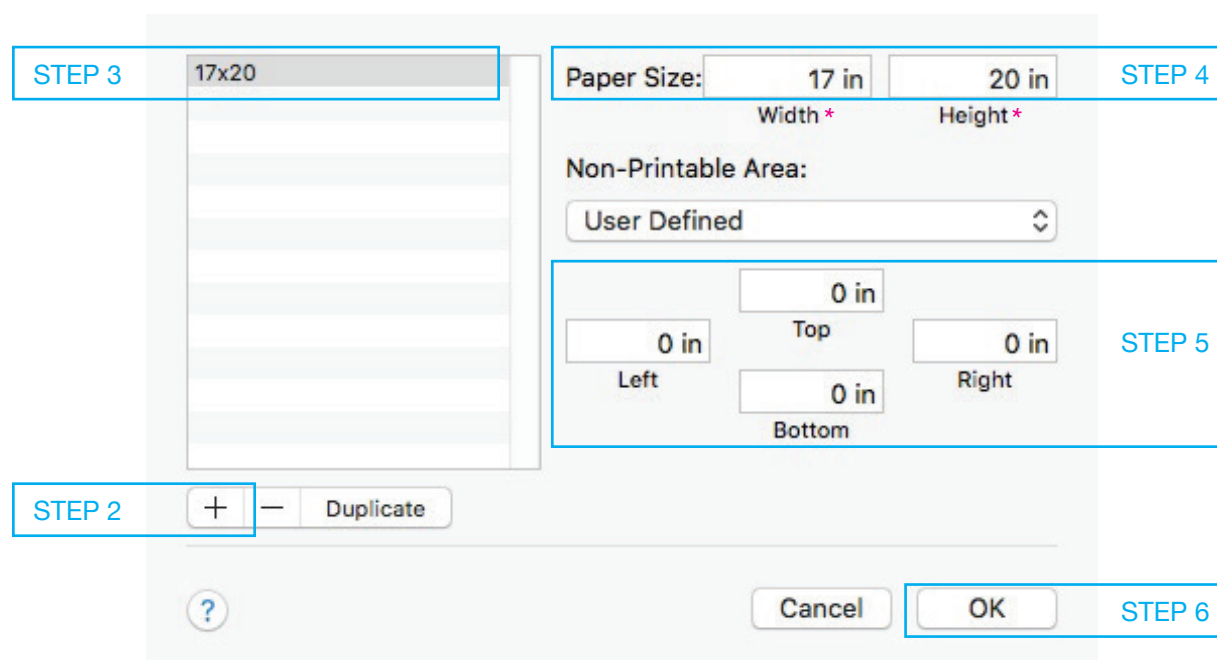 STEP 3
17x20
Paper Size: 17 in 20 in
STEP 4
Width * Height *
Non-Printable Area:
User Defined
0 in
Top
0 in
Left
0 in
Right
STEP 5
0 in
Bottom
STEP 2
+ − Duplicate
?
Cancel
OK
STEP 6